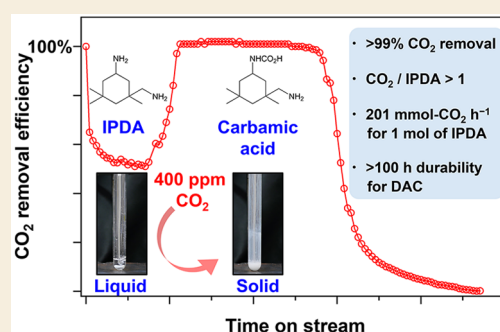 CO2 removal efficiency
100%
NH2
NH2
IPDA
NHCO2H
NH2
Carbamic
acid
400 ppm
CO2
Liquid
Solid
· >99% CO2 removal
· CO2 / IPDA > 1
· 201 mmol-CO2 h⁻¹
for 1 mol of IPDA
· >100 h durability
for DAC
Time on stream